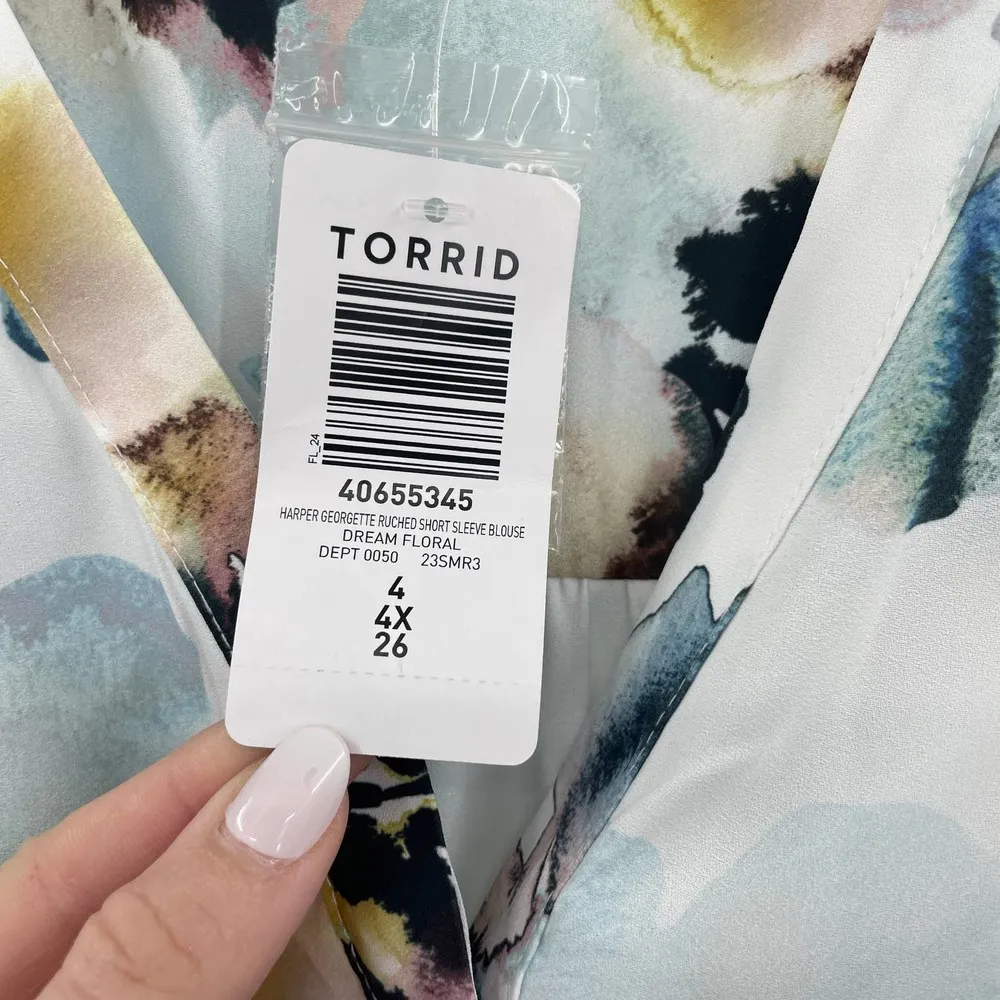 TORRID
FL_24
40655345
HARPER GEORGETTE RUCHED SHORT SLEEVE BLOUSE
DREAM FLORAL
DEPT 0050 23SMR3
4
4X
26